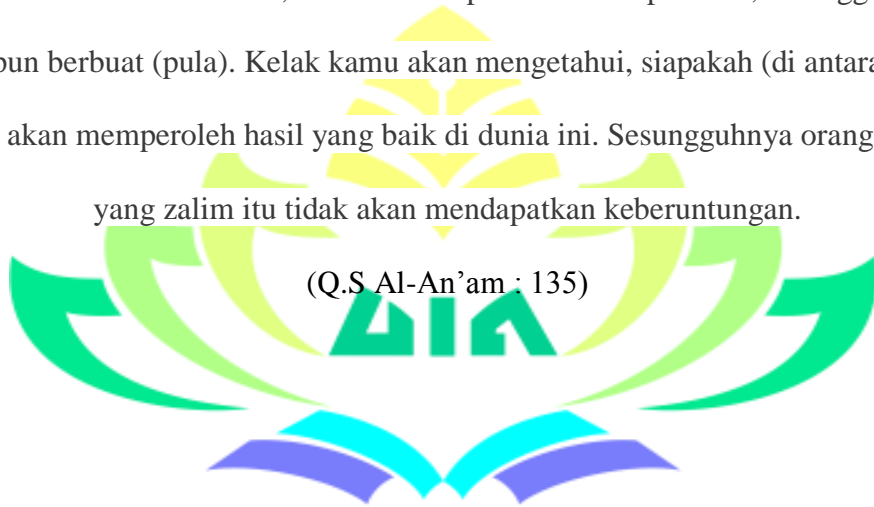 pun berbuat (pula). Kelak kamu akan mengetahui, siapakah (di antara
akan memperoleh hasil yang baik di dunia ini. Sesungguhnya orang
yang zalim itu tidak akan mendapatkan keberuntungan.
(Q.S Al-An’am : 135)